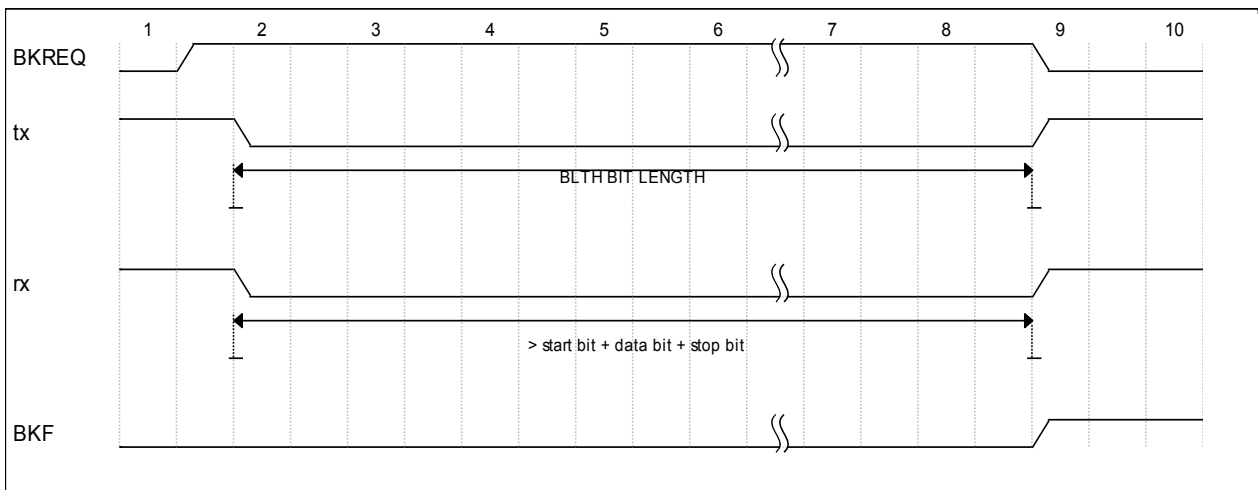 1 2 3 4 5 6 7 8 9 10
BKREQ
tx
BLTH BIT LENGTH
rx
> start bit + data bit + stop bit
BKF